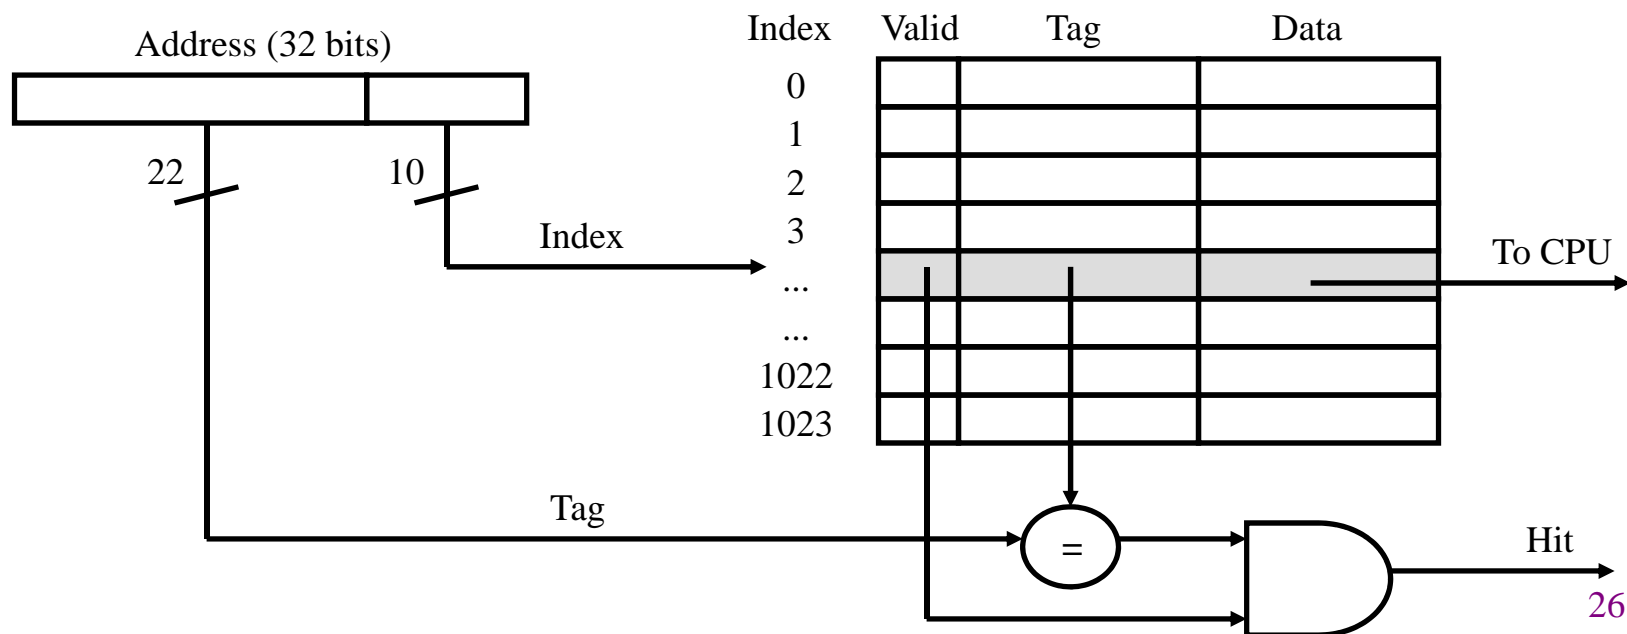 Address (32 bits)
22
10
Index
Index Valid Tag Data
0
1
2
3
...
...
1022
1023
To CPU
Tag
=
Hit
26